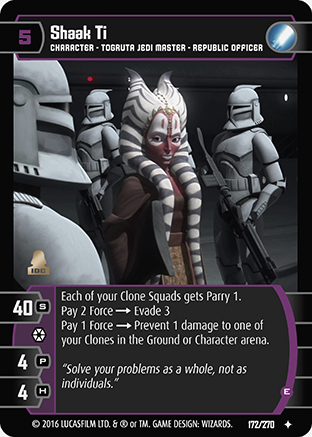 5
Shaak Ti
CHARACTER - TOGRUTA JEDI MASTER - REPUBLIC OFFICER
IDC
40 S
4 P
4 H
Each of your Clone Squads gets Parry 1.
Pay 2 Force → Evade 3
Pay 1 Force → Prevent 1 damage to one of
your Clones in the Ground or Character arena.
"Solve your problems as a whole, not as
individuals."
E
© 2016 LUCASFILM LTD. & ® OR TM. GAME DESIGN: WIZARDS. 172/270